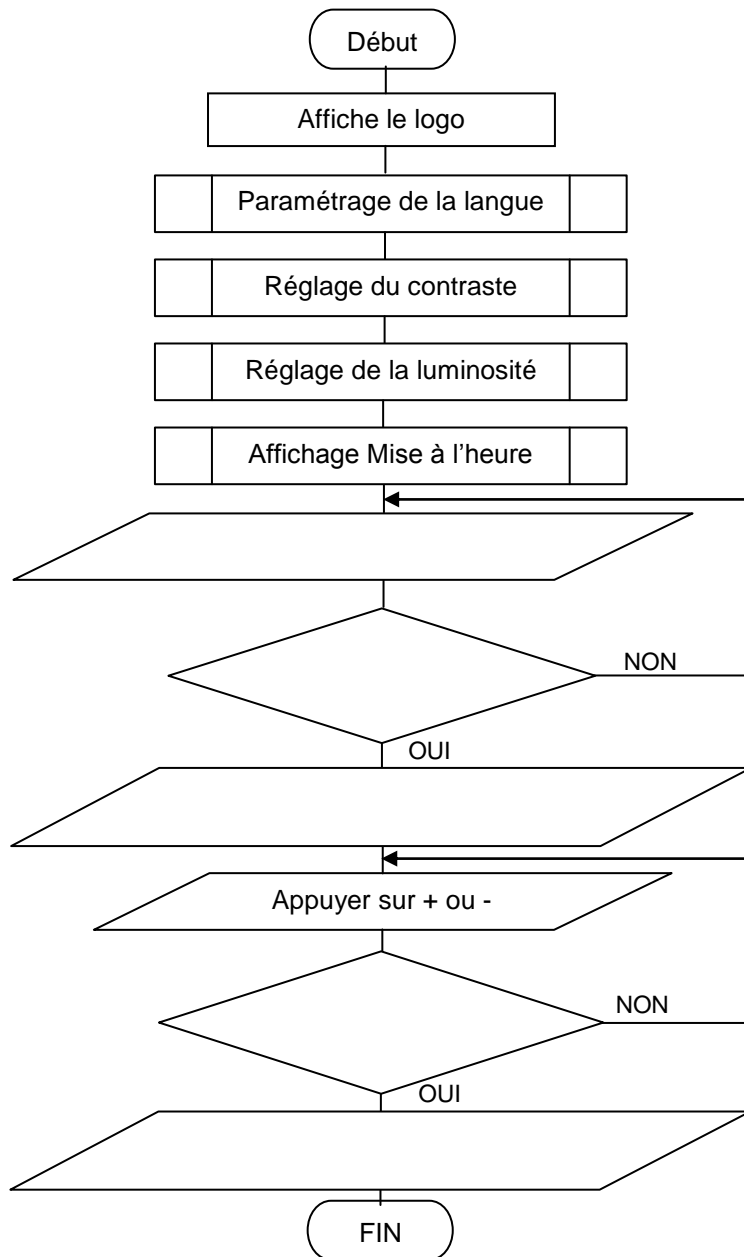 Début
Affiche le logo
Paramétrage de la langue
Réglage du contraste
Réglage de la luminosité
Affichage Mise à l’heure
NON
OUI
Appuyer sur + ou -
NON
OUI
FIN